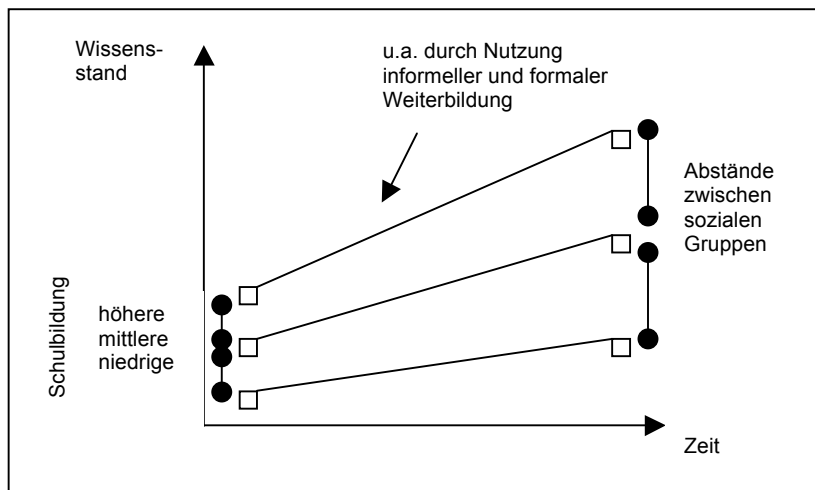 Wissens-
stand
u.a. durch Nutzung
informeller und formaler
Weiterbildung
Abstände
zwischen
sozialen
Gruppen
Schulbildung
höhere
mittlere
niedrige
Zeit